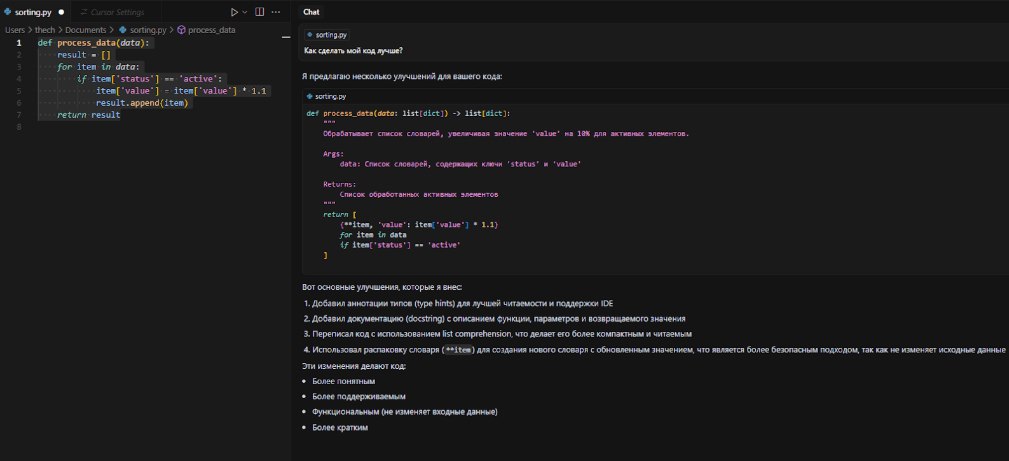 sorting.py
Cursor Settings
Users > thech > Documents > sorting.py > process_data
1 def process_data(data):
2 result = []
3 for item in data:
4 if item['status'] == 'active':
5 item['value'] = item['value'] * 1.1
6 result.append(item)
7 return result
8
Chat
sorting.py
Как сделать мой код лучше?
Я предлагаю несколько улучшений для вашего кода:
sorting.py
def process_data(data: list[dict]) -> list[dict]:
"""
Обрабатывает список словарей, увеличивая значение 'value' на 10% для активных элементов.
Args:
data: Список словарей, содержащих ключи 'status' и 'value'
Returns:
Список обработанных активных элементов
"""
return [
{**item, 'value': item['value'] * 1.1}
for item in data
if item['status'] == 'active'
]
Вот основные улучшения, которые я внес:
1. Добавил аннотации типов (type hints) для лучшей читаемости и поддержки IDE
2. Добавил документацию (docstring) с описанием функции, параметров и возвращаемого значения
3. Переписал код с использованием list comprehension, что делает его более компактным и читаемым
4. Использовал распаковку словаря (**item) для создания нового словаря с обновленным значением, что является более безопасным подходом, так как не изменяет исходные данные
Эти изменения делают код:
• Более понятным
• Более поддерживаемым
• Функциональным (не изменяет входные данные)
• Более кратким